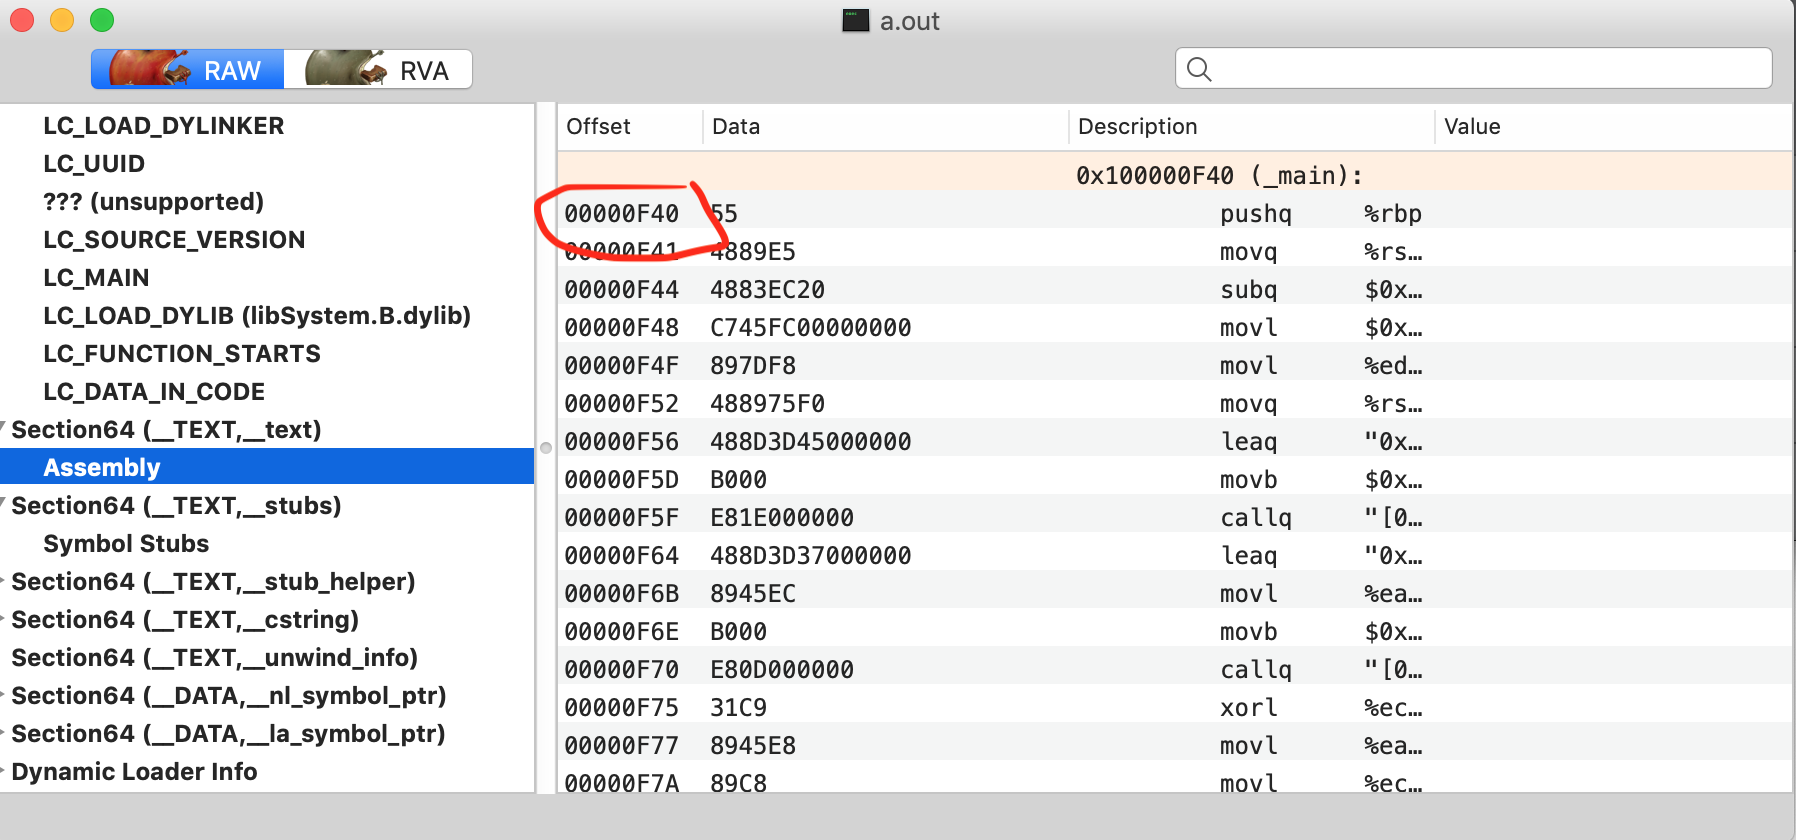 a.out
RAW RVA
LC_LOAD_DYLINKER
LC_UUID
??? (unsupported)
LC_SOURCE_VERSION
LC_MAIN
LC_LOAD_DYLIB (libSystem.B.dylib)
LC_FUNCTION_STARTS
LC_DATA_IN_CODE
Section64 (__TEXT,__text)
Assembly
Section64 (__TEXT,__stubs)
Symbol Stubs
Section64 (__TEXT,__stub_helper)
Section64 (__TEXT,__cstring)
Section64 (__TEXT,__unwind_info)
Section64 (__DATA,__nl_symbol_ptr)
Section64 (__DATA,__la_symbol_ptr)
Dynamic Loader Info
Offset Data Description Value
0x100000F40 (_main):
00000F40 55 pushq %rbp
00000F41 4889E5 movq %rs…
00000F44 4883EC20 subq $0x…
00000F48 C745FC00000000 movl $0x…
00000F4F 897DF8 movl %ed…
00000F52 488975F0 movq %rs…
00000F56 488D3D45000000 leaq "0x…
00000F5D B000 movb $0x…
00000F5F E81E000000 callq "[0…
00000F64 488D3D37000000 leaq "0x…
00000F6B 8945EC movl %ea…
00000F6E B000 movb $0x…
00000F70 E80D000000 callq "[0…
00000F75 31C9 xorl %ec…
00000F77 8945E8 movl %ea…
00000F7A 89C8 movl %ec…